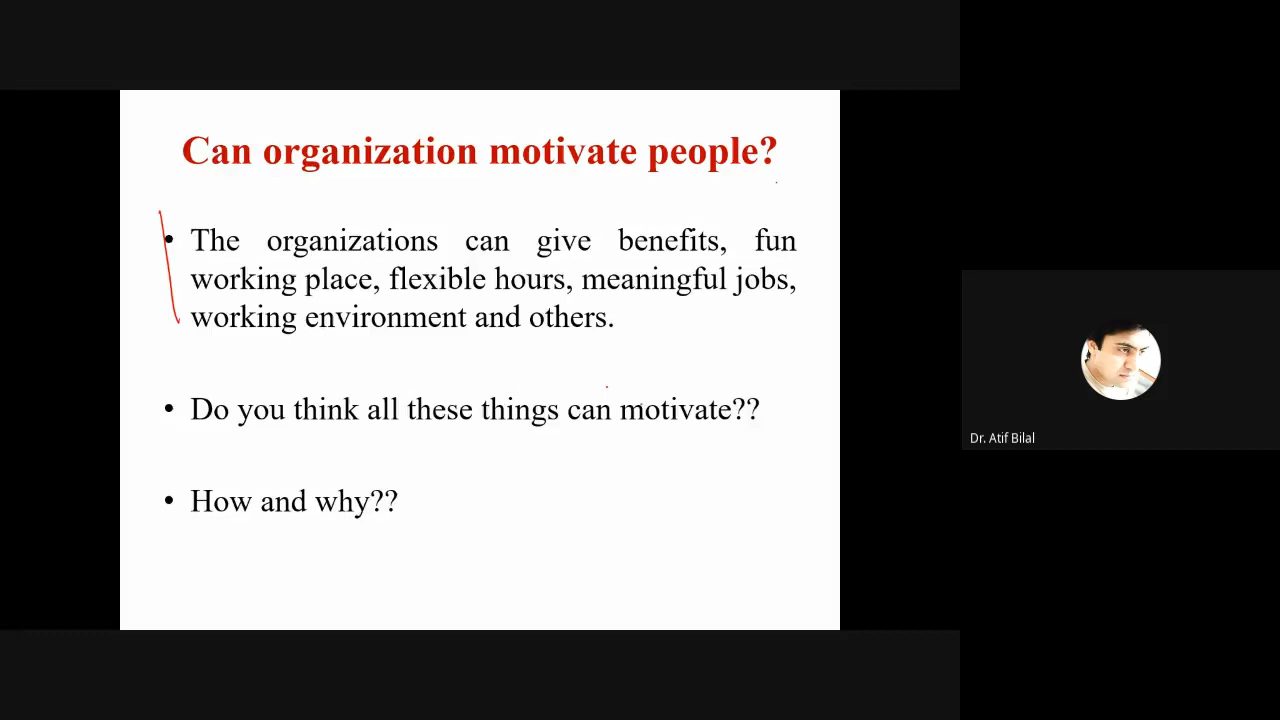 Can organization motivate people?
• The organizations can give benefits, fun
working place, flexible hours, meaningful jobs,
working environment and others.
• Do you think all these things can motivate??
• How and why??
Dr. Atif Bilal